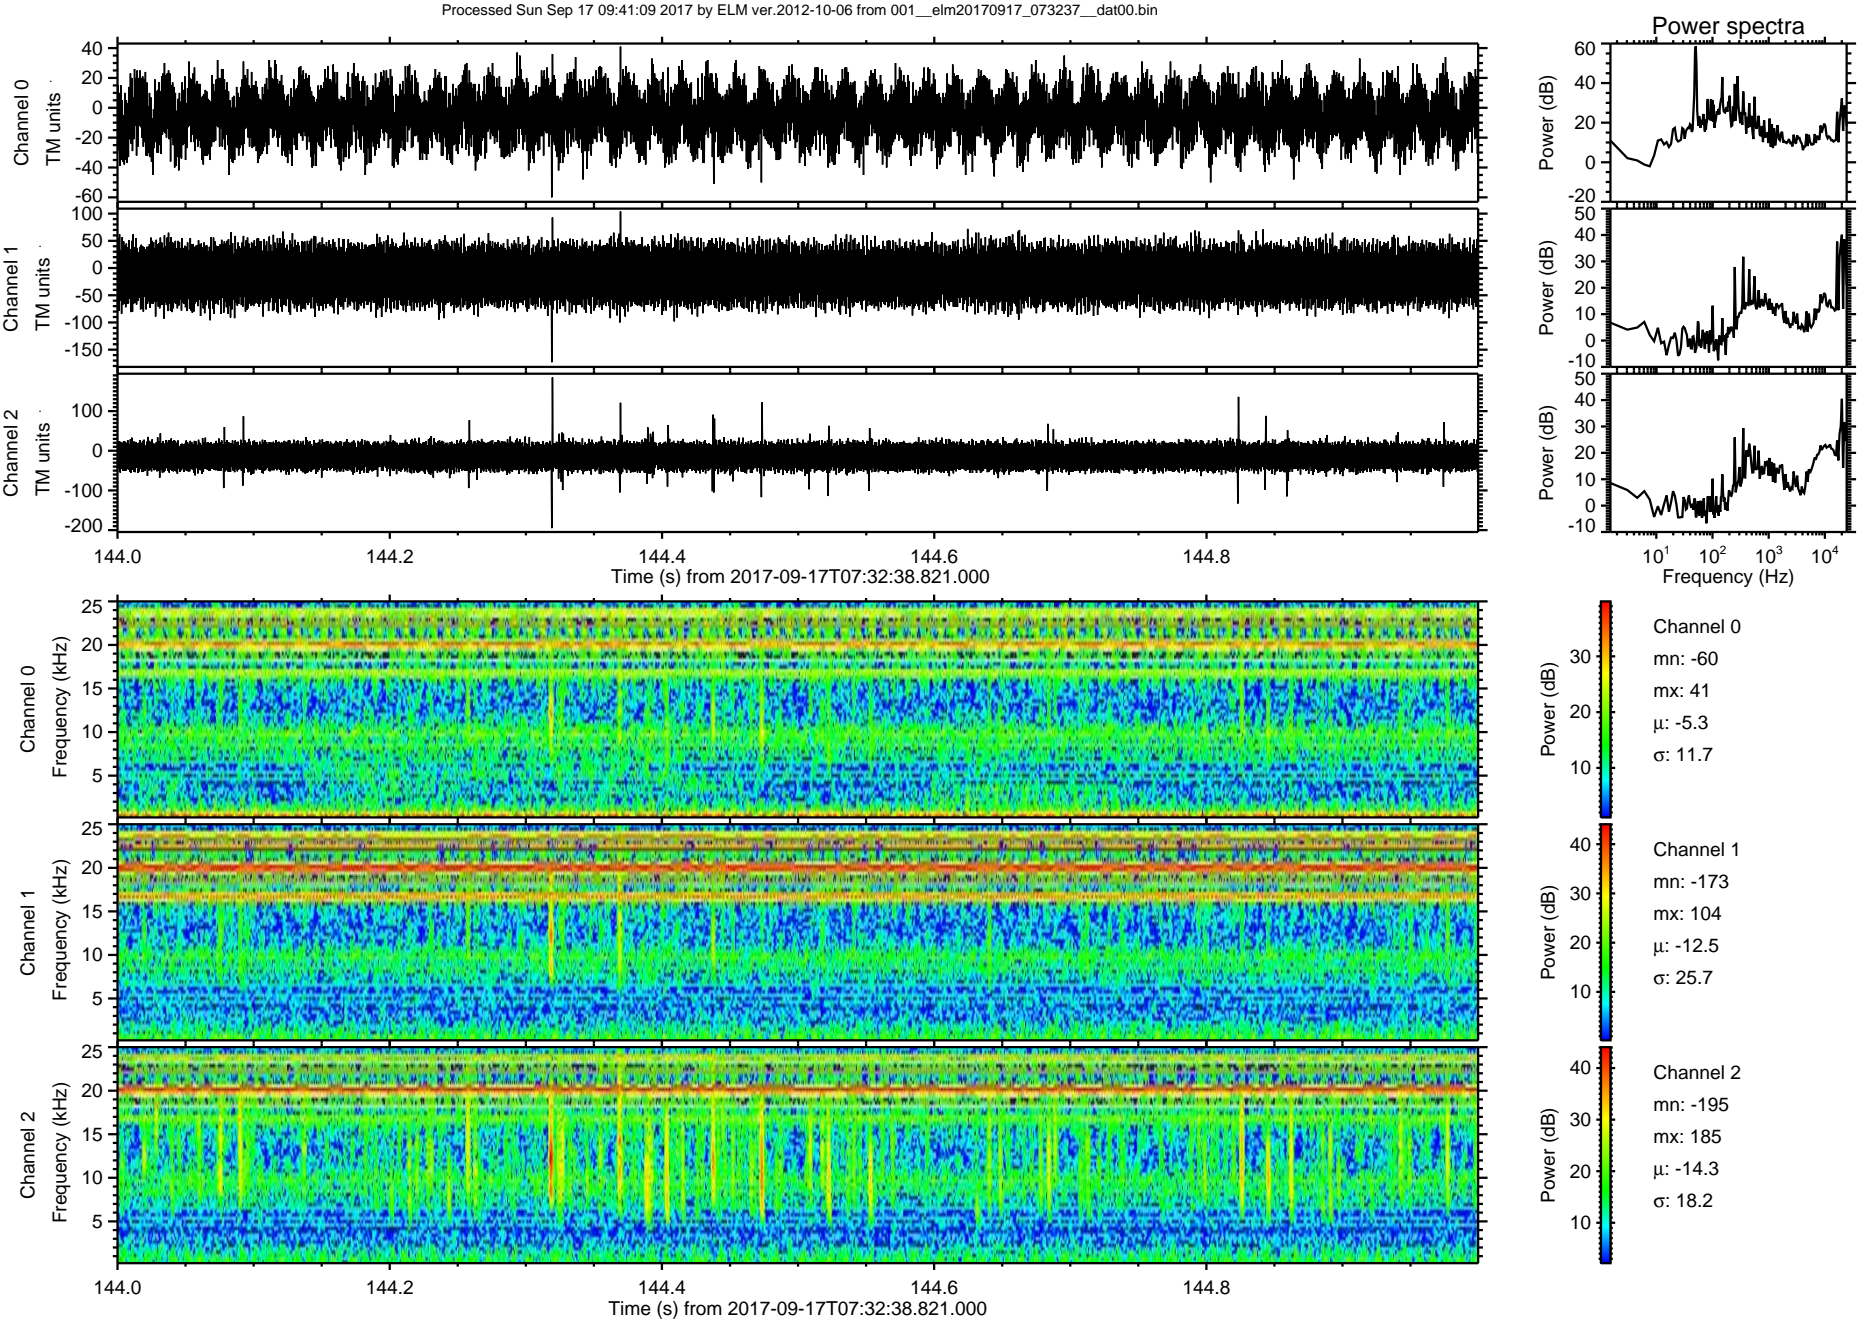 Processed Sun Sep 17 09:41:09 2017 by ELM ver.2012-10-06 from 001__elm20170917_073237__dat00.bin
Power spectra
Channel 0
TM units
40
20
0
-20
-40
-60
Power (dB)
60
40
20
0
-20
Channel 1
TM units
100
50
0
-50
-100
-150
Power (dB)
50
40
30
20
10
0
-10
Channel 2
TM units
100
0
-100
-200
Power (dB)
50
40
30
20
10
0
-10
144.0 144.2 144.4 144.6 144.8
Time (s) from 2017-09-17T07:32:38.821.000
10¹ 10² 10³ 10⁴
Frequency (Hz)
Channel 0
Frequency (kHz)
25
20
15
10
5
Power (dB)
30
20
10
Channel 0
mn: -60
mx: 41
μ: -5.3
σ: 11.7
Channel 1
Frequency (kHz)
25
20
15
10
5
Power (dB)
40
30
20
10
Channel 1
mn: -173
mx: 104
μ: -12.5
σ: 25.7
Channel 2
Frequency (kHz)
25
20
15
10
5
Power (dB)
40
30
20
10
Channel 2
mn: -195
mx: 185
μ: -14.3
σ: 18.2
144.0 144.2 144.4 144.6 144.8
Time (s) from 2017-09-17T07:32:38.821.000